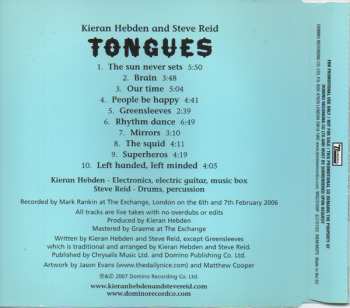 Kieran Hebden and Steve Reid
TONGUES
1. The sun never sets 5:50
2. Brain 3:48
3. Our time 5:04
4. People be happy 4:41
5. Greensleeves 2:39
6. Rhythm dance 6:49
7. Mirrors 3:10
8. The squid 4:11
9. Superheros 4:19
10. Left handed, left minded 4:05
Kieran Hebden - Electronics, electric guitar, music box
Steve Reid - Drums, percussion
Recorded by Mark Rankin at The Exchange, London on the 6th and 7th February 2006
All tracks are live takes with no overdubs or edits
Produced by Kieran Hebden
Mastered by Graeme at The Exchange
Written by Kieran Hebden and Steve Reid, except Greensleeves
which is traditional and arranged by Kieran Hebden and Steve Reid.
Published by Chrysalis Music Ltd. and Domino Publishing Co. Ltd.
Artwork by Jason Evans (www.thedailynice.com) and Matthew Cooper
℗&© 2007 Domino Recording Co. Ltd.
www.kieranhebdenandstevereid.com
www.dominorecordco.com